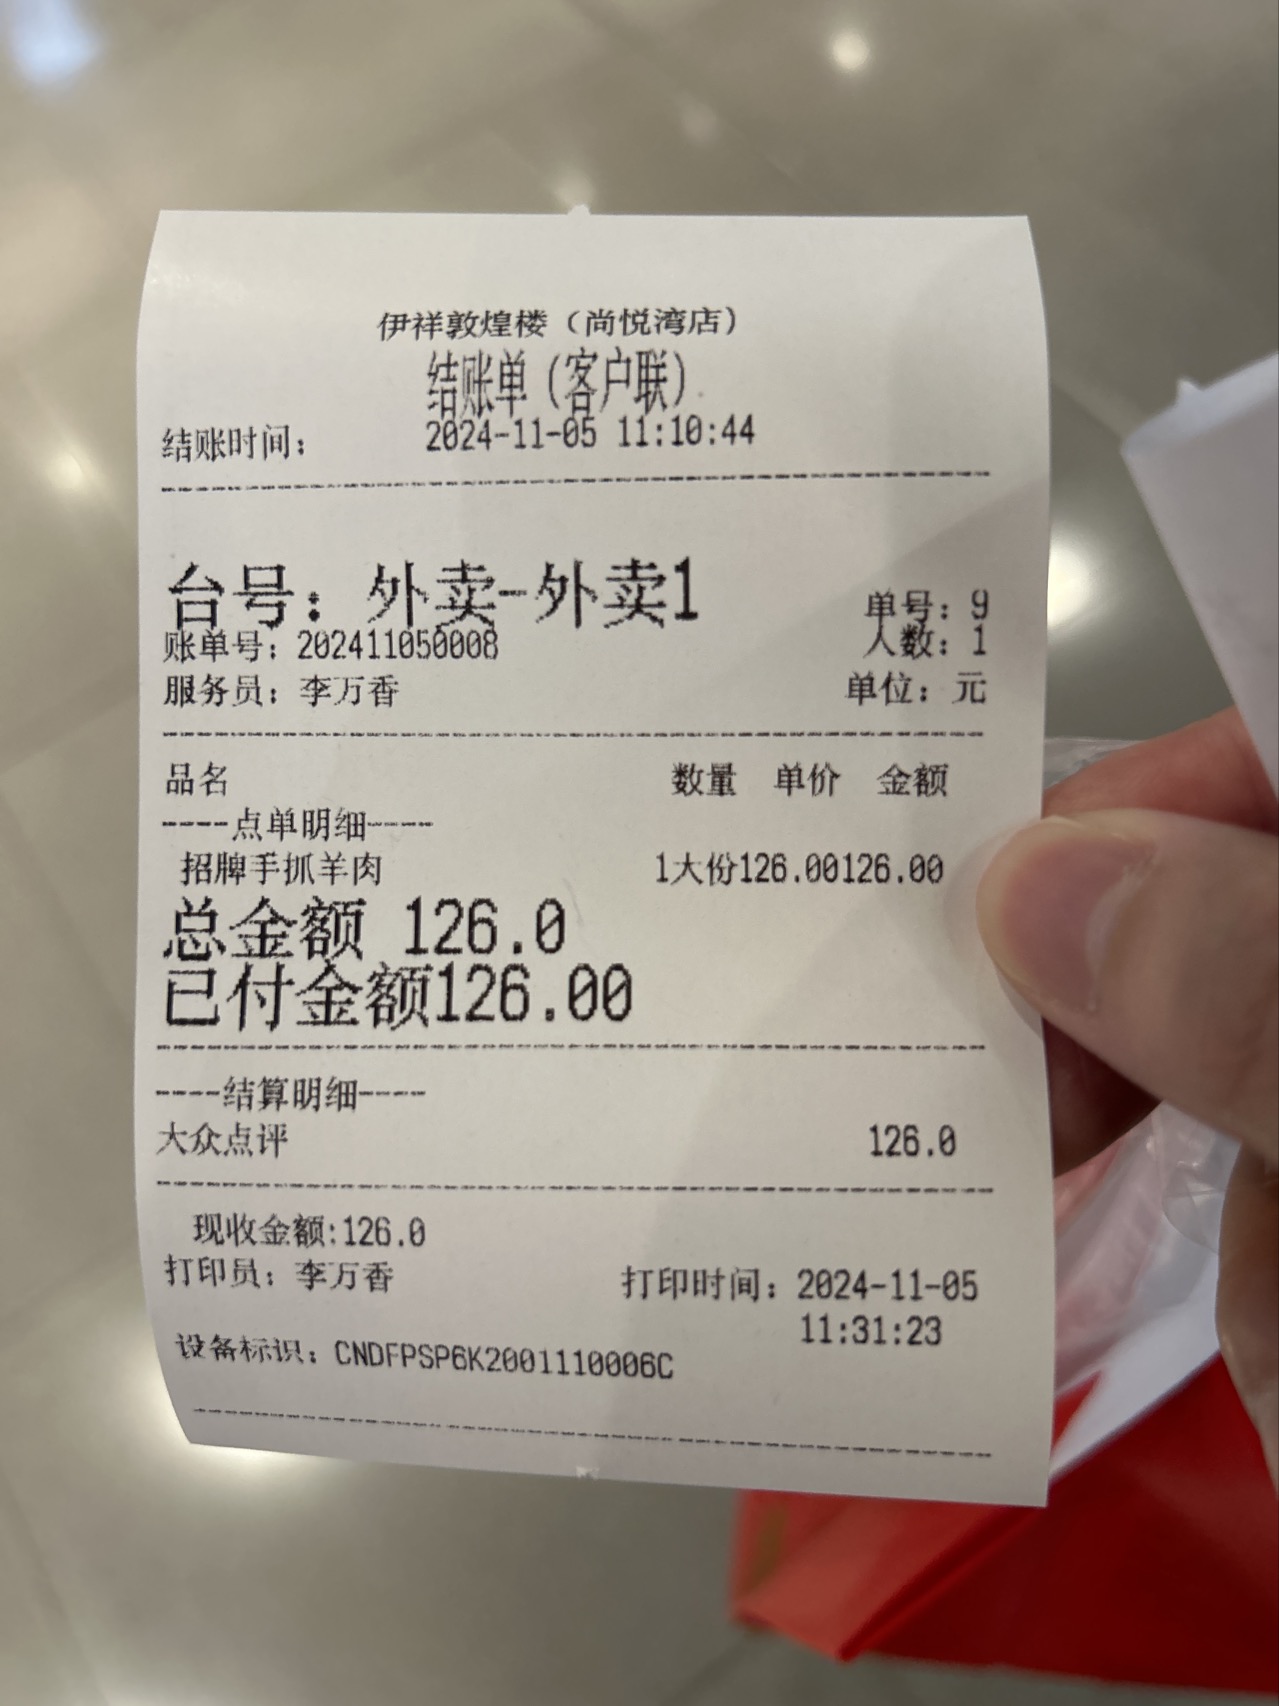 伊祥敦煌楼（尚悦湾店）
结账单（客户联）
结账时间： 2024-11-05 11:10:44
台号：外卖-外卖1 单号：9
账单号：202411050008 人数：1
服务员：李万香 单位：元
品名 数量 单价 金额
----点单明细----
招牌手抓羊肉 1大份126.00126.00
总金额 126.0
已付金额126.00
----结算明细----
大众点评 126.0
现收金额:126.0
打印员：李万香 打印时间：2024-11-05
11:31:23
设备标识：CNDFPSP6K2001110006C